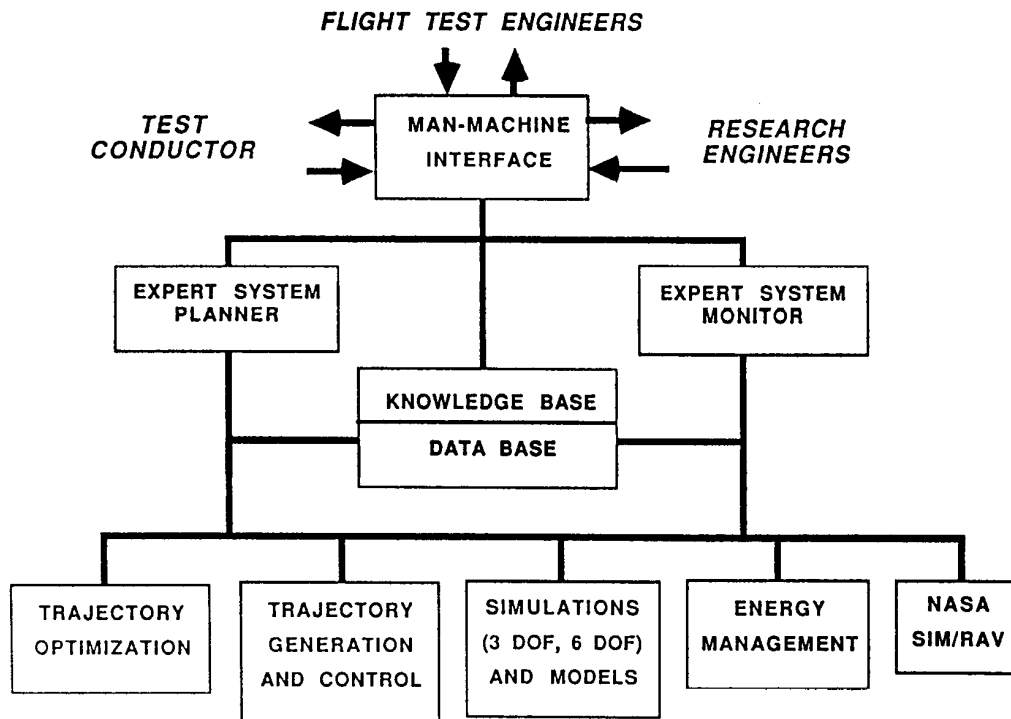 FLIGHT TEST ENGINEERS
TEST
CONDUCTOR
MAN-MACHINE
INTERFACE
RESEARCH
ENGINEERS
EXPERT SYSTEM
PLANNER
EXPERT SYSTEM
MONITOR
KNOWLEDGE BASE
DATA BASE
TRAJECTORY
OPTIMIZATION
TRAJECTORY
GENERATION
AND CONTROL
SIMULATIONS
(3 DOF, 6 DOF)
AND MODELS
ENERGY
MANAGEMENT
NASA
SIM/RAV